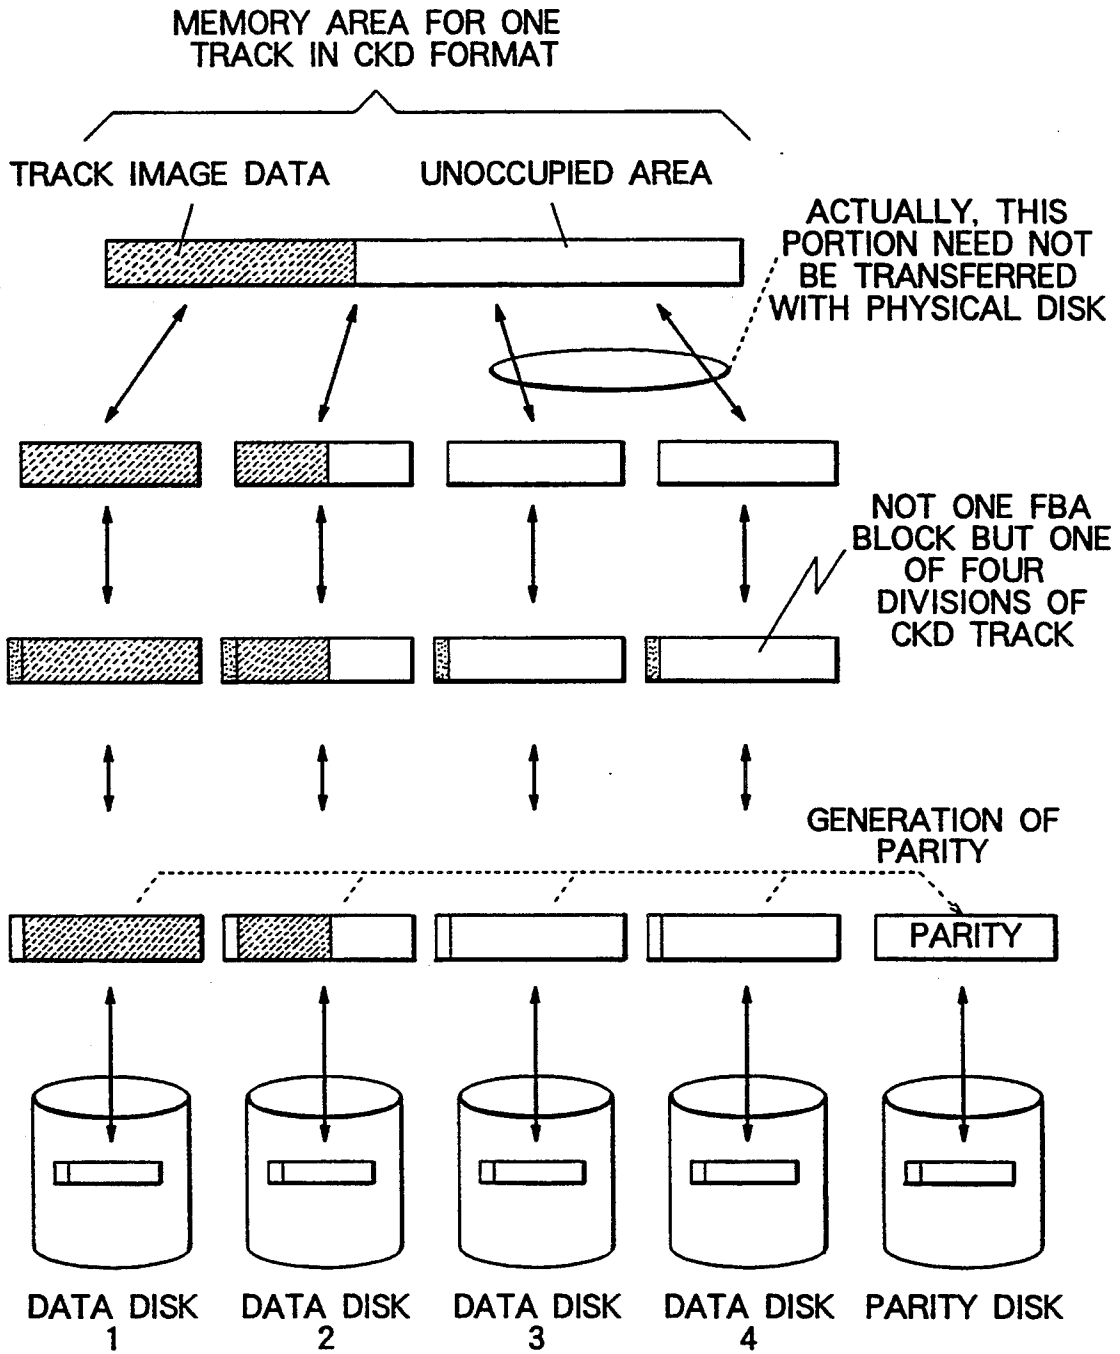 MEMORY AREA FOR ONE
TRACK IN CKD FORMAT
TRACK IMAGE DATA
UNOCCUPIED AREA
ACTUALLY, THIS
PORTION NEED NOT
BE TRANSFERRED
WITH PHYSICAL DISK
NOT ONE FBA
BLOCK BUT ONE
OF FOUR
DIVISIONS OF
CKD TRACK
GENERATION OF
PARITY
PARITY
DATA DISK
1
DATA DISK
2
DATA DISK
3
DATA DISK
4
PARITY DISK